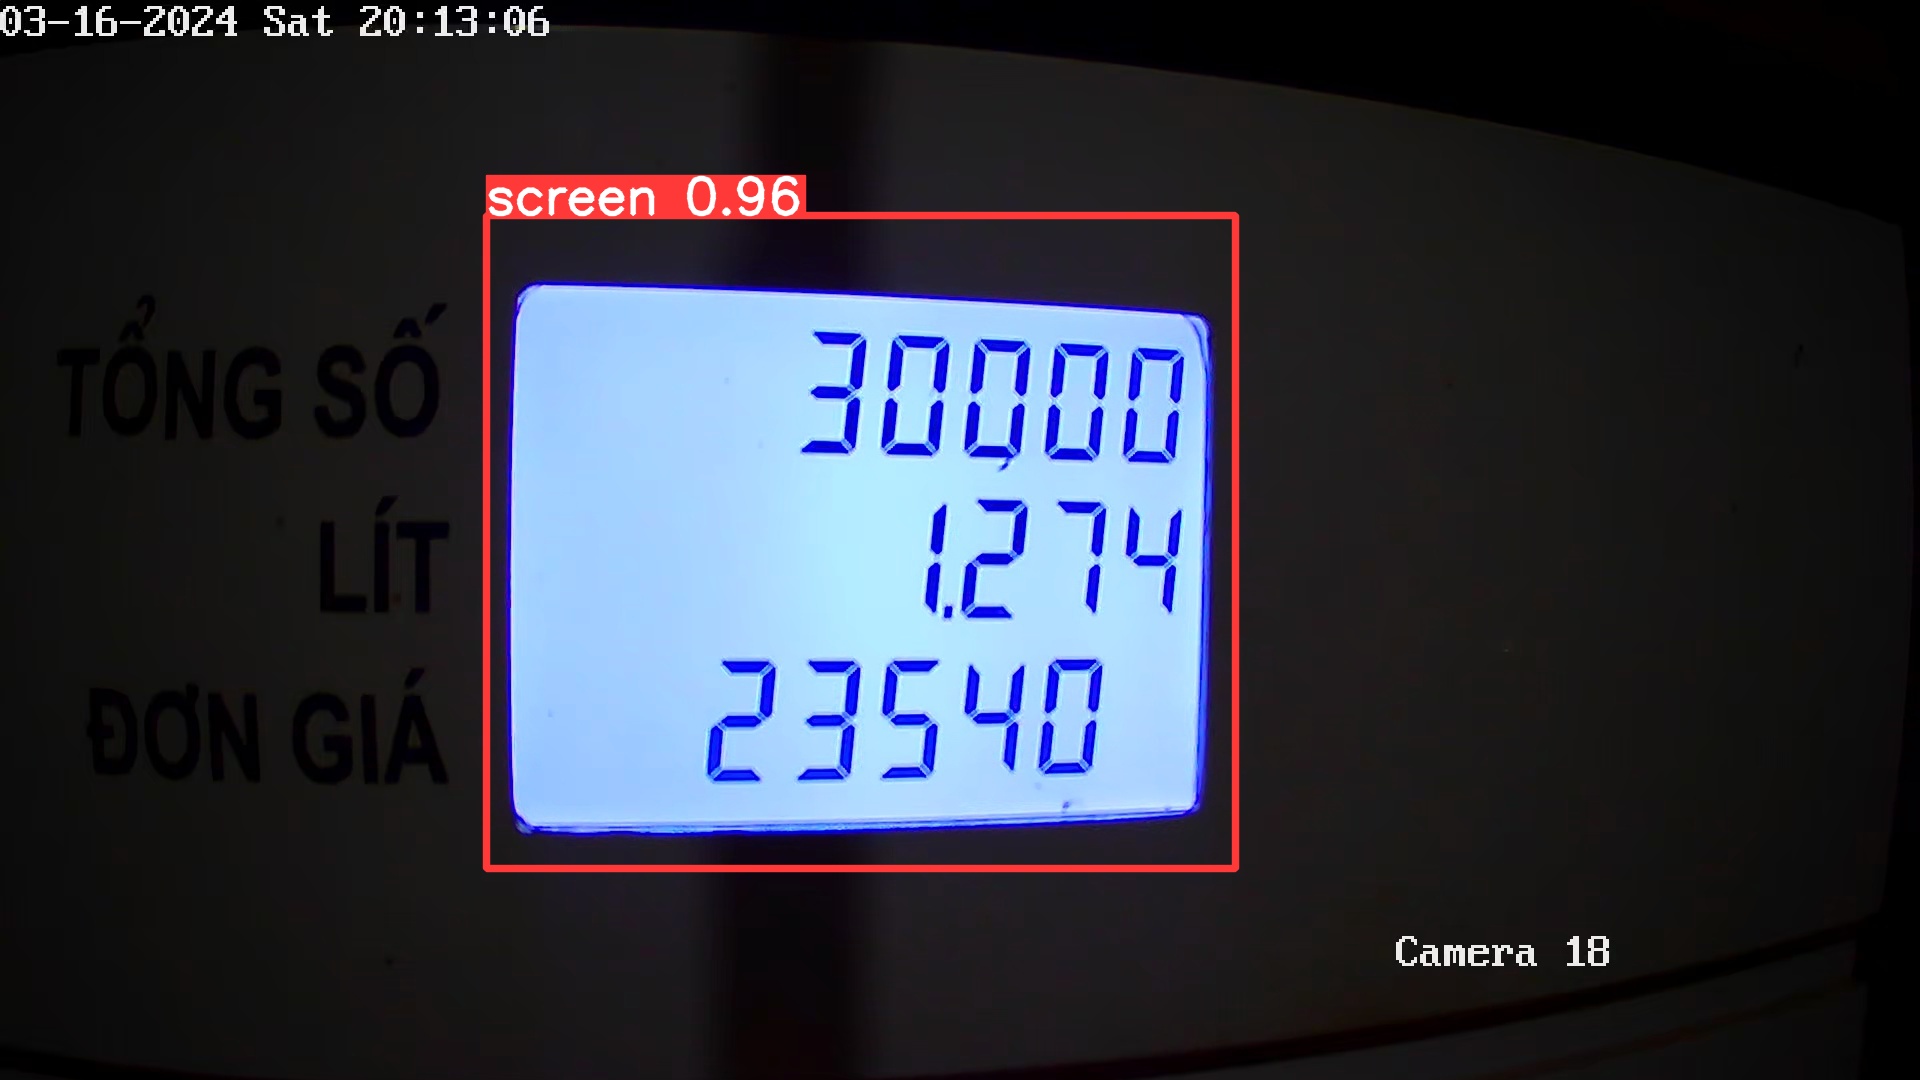 03-16-2024 Sat 20:13:06
screen 0.96
TỔNG SỐ 30000
LÍT 1.274
ĐƠN GIÁ 23540
Camera 18